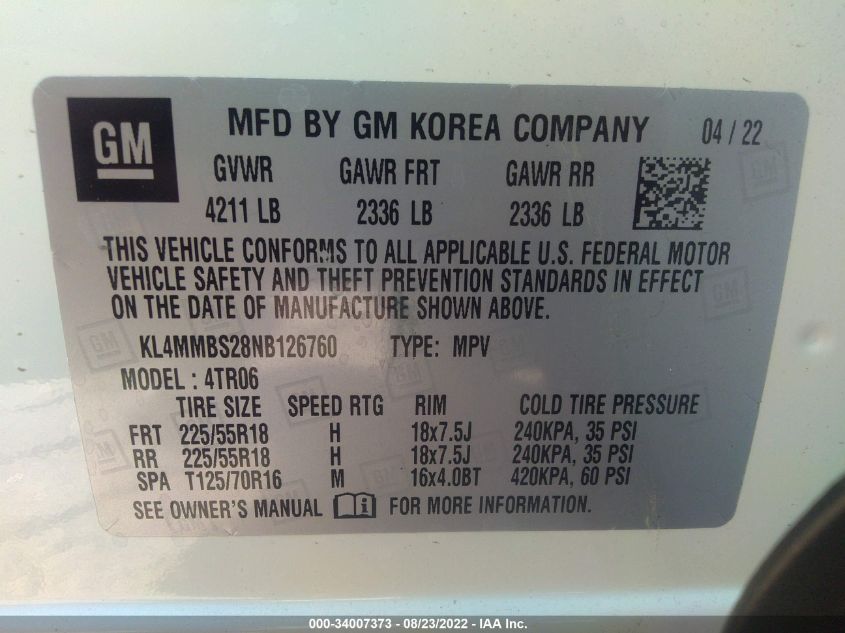 GM
MFD BY GM KOREA COMPANY 04 / 22
GVWR GAWR FRT GAWR RR
4211 LB 2336 LB 2336 LB
THIS VEHICLE CONFORMS TO ALL APPLICABLE U.S. FEDERAL MOTOR
VEHICLE SAFETY AND THEFT PREVENTION STANDARDS IN EFFECT
ON THE DATE OF MANUFACTURE SHOWN ABOVE.
KL4MMBS28NB126760 TYPE: MPV
MODEL : 4TR06
TIRE SIZE SPEED RTG RIM COLD TIRE PRESSURE
FRT 225/55R18 H 18x7.5J 240KPA, 35 PSI
RR 225/55R18 H 18x7.5J 240KPA, 35 PSI
SPA T125/70R16 M 16x4.0BT 420KPA, 60 PSI
SEE OWNER'S MANUAL i FOR MORE INFORMATION.
000-34007373 - 08/23/2022 - IAA Inc.